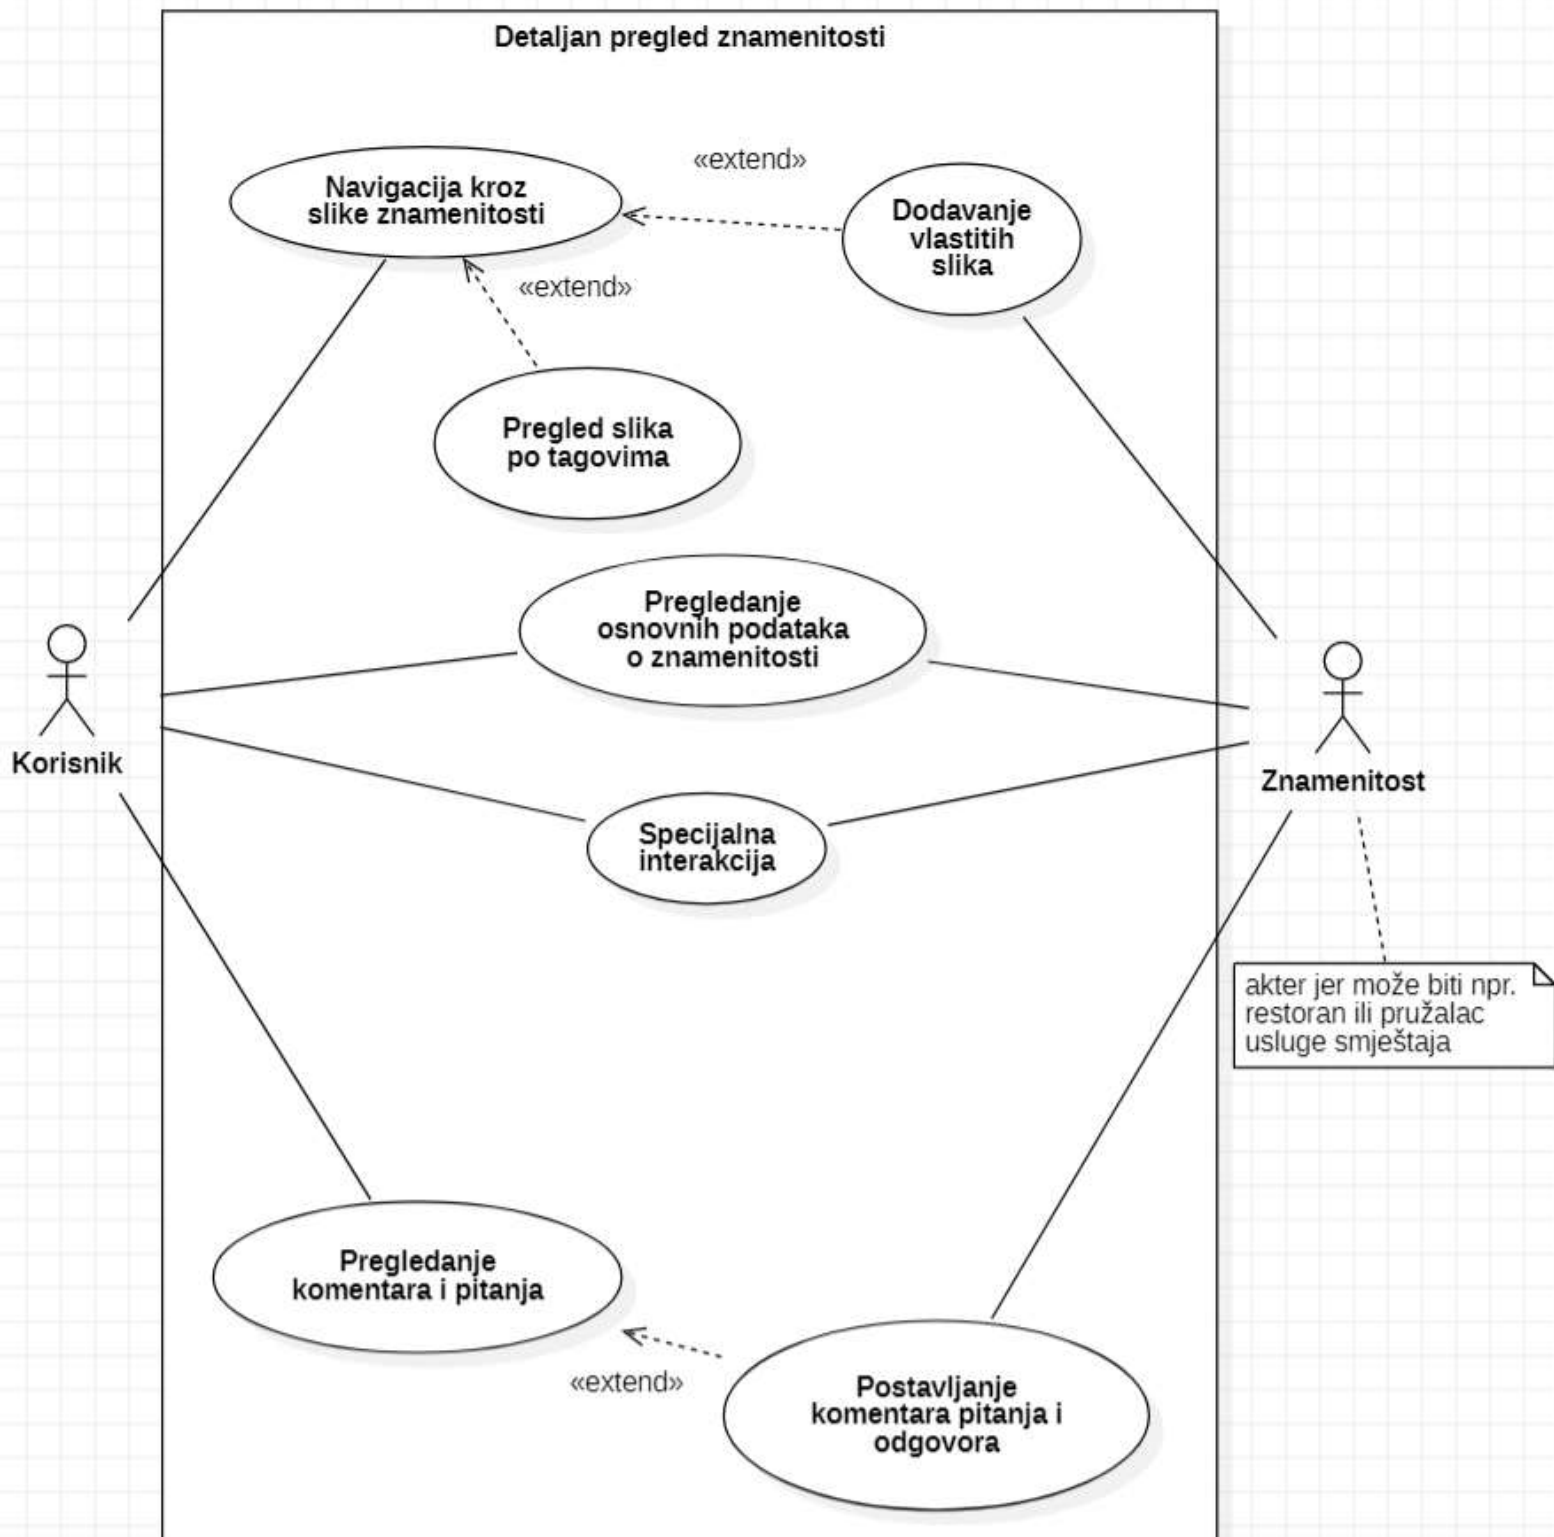 Detaljan pregled znamenitosti
Navigacija kroz
slike znamenitosti
«extend»
Dodavanje
vlastitih
slika
«extend»
Pregled slika
po tagovima
Pregledanje
osnovnih podataka
o znamenitosti
Korisnik
Znamenitost
Specijalna
interakcija
akter jer može biti npr.
restoran ili pružalac
usluge smještaja
Pregledanje
komentara i pitanja
«extend»
Postavljanje
komentara pitanja i
odgovora